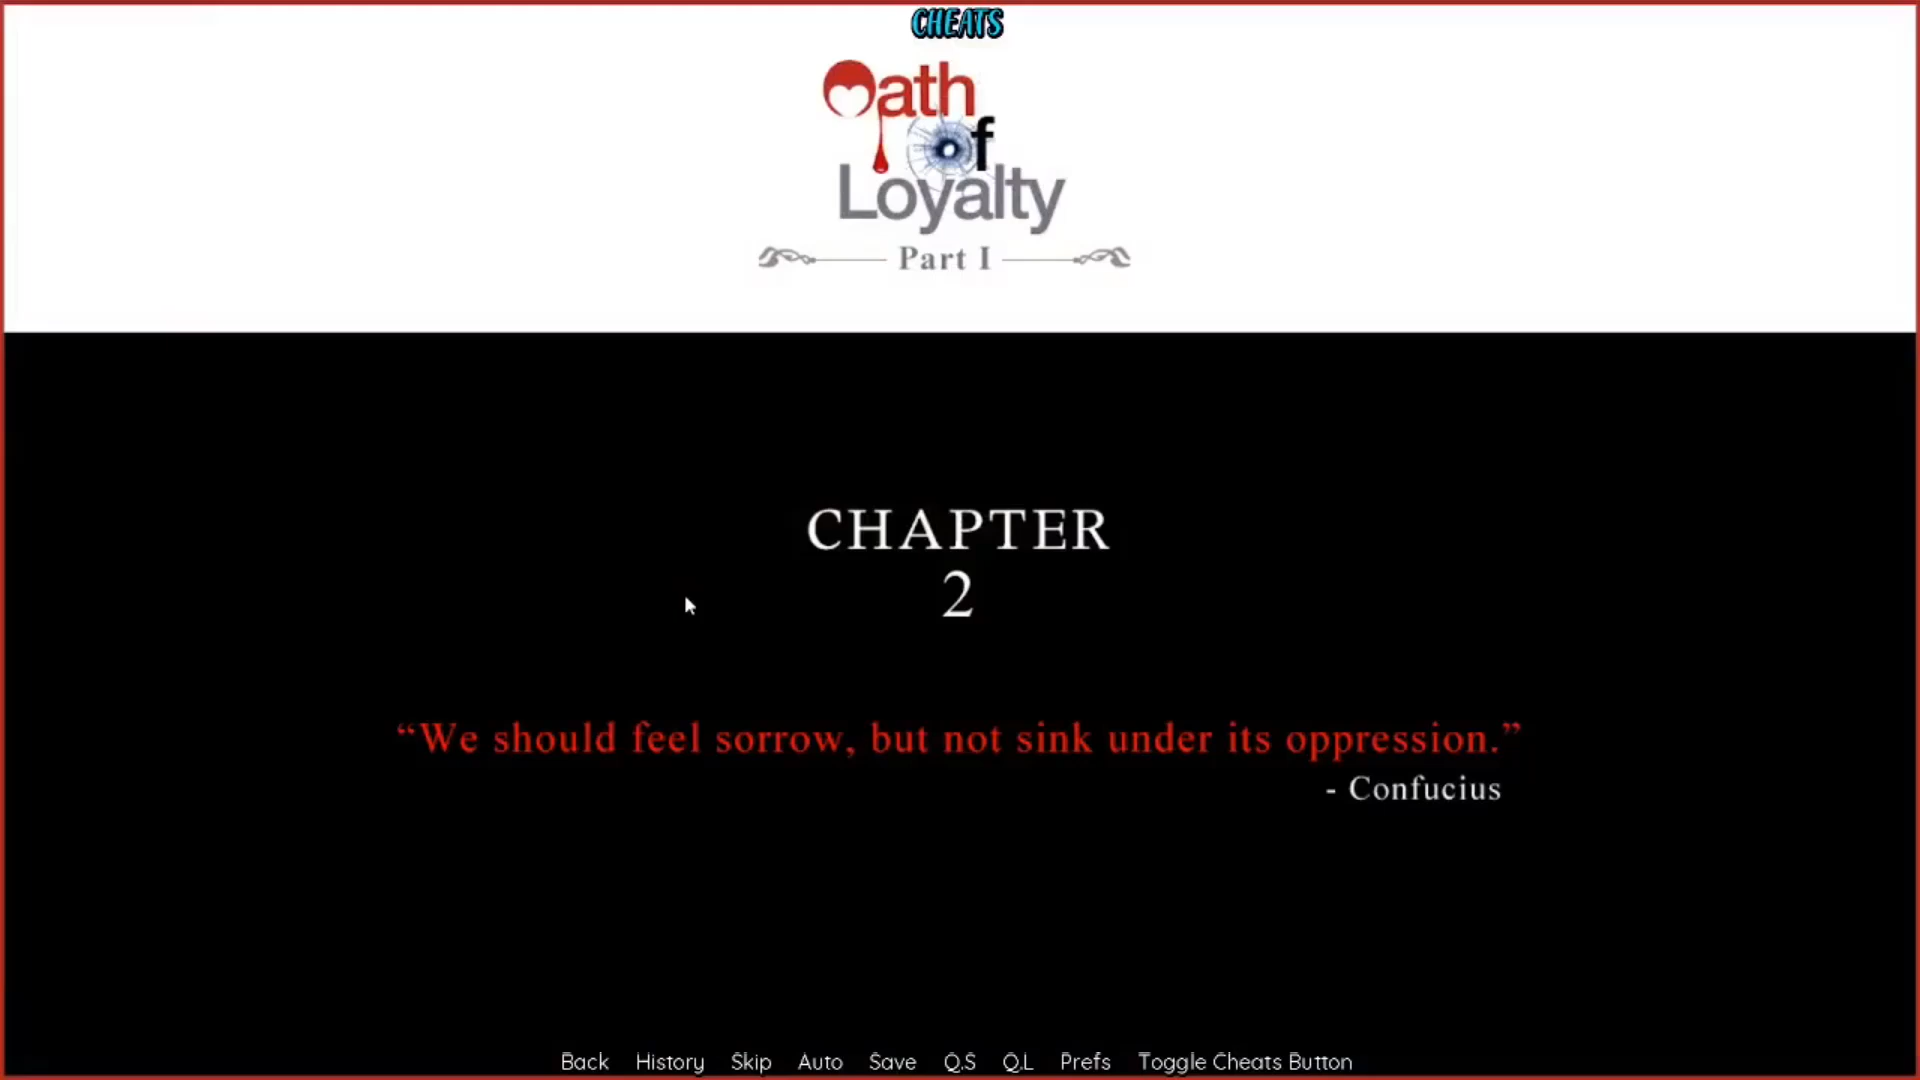 CHEATS
Oath
of
Loyalty
Part I
CHAPTER
2
“We should feel sorrow, but not sink under its oppression.”
- Confucius
Back History Skip Auto Save Q.S Q.L Prefs Toggle Cheats Button